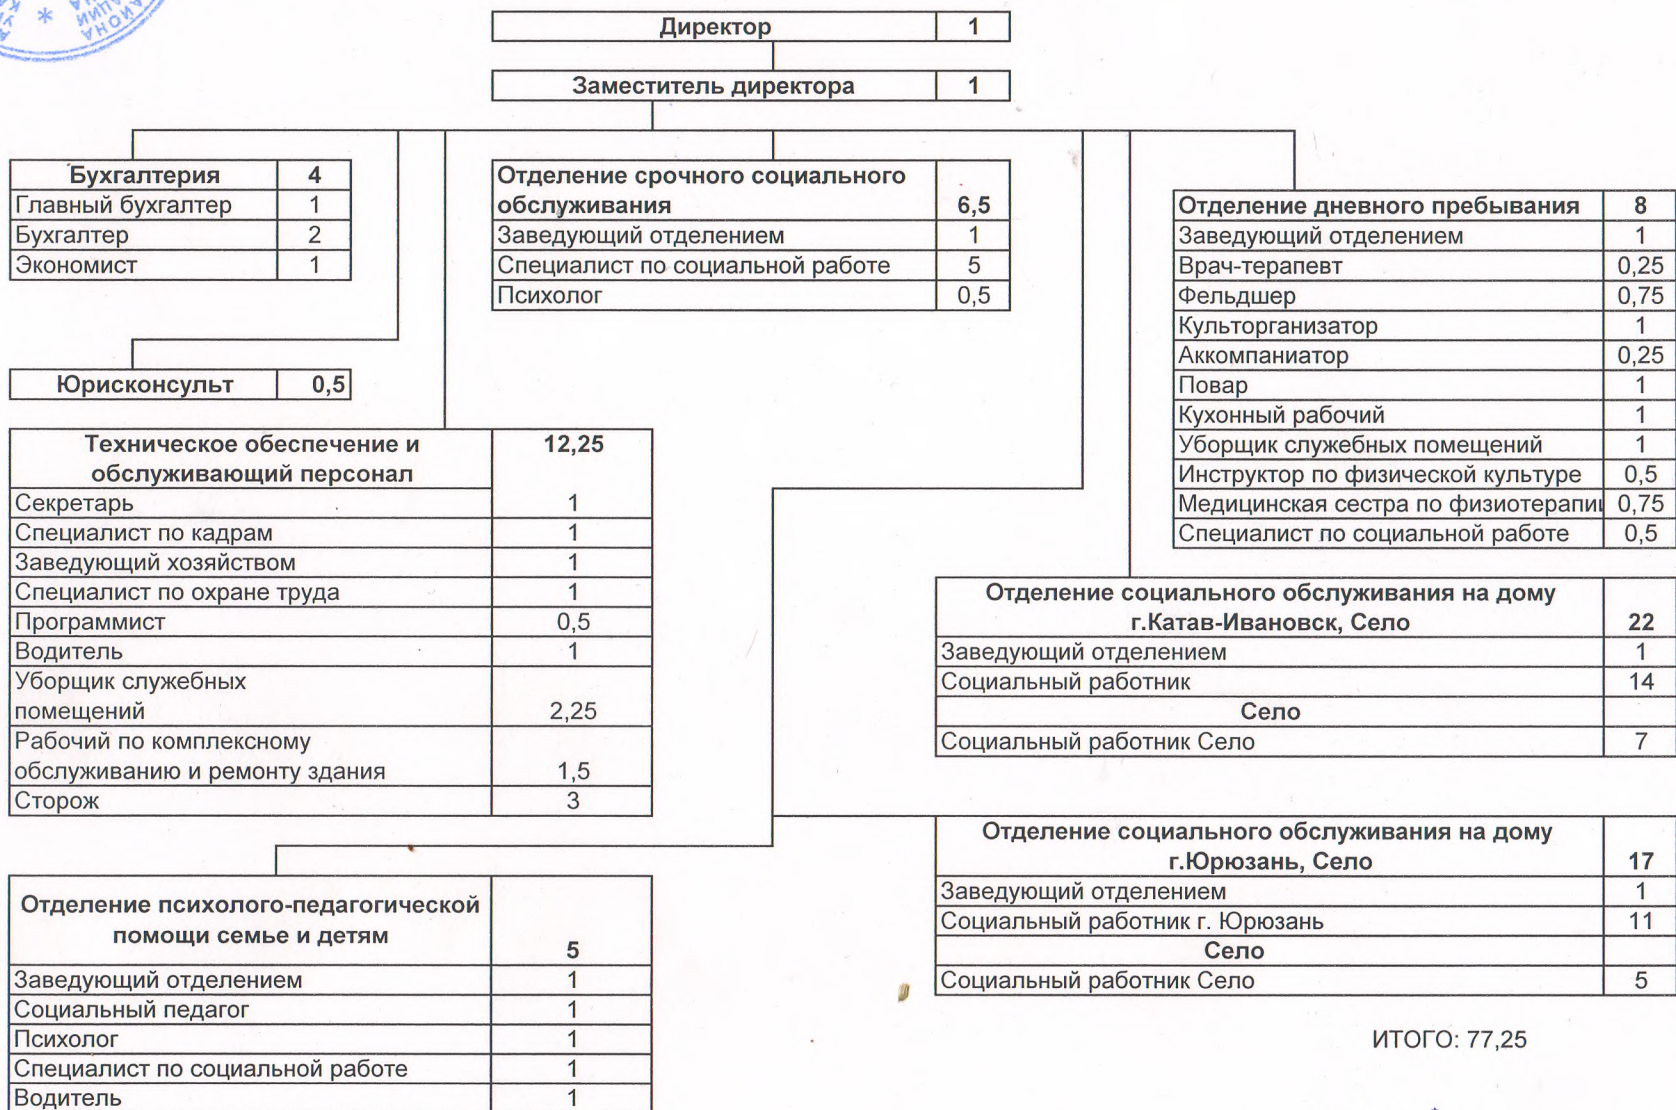 Директор 1
Заместитель директора 1
Бухгалтерия 4
Главный бухгалтер 1
Бухгалтер 2
Экономист 1
Юрисконсульт 0,5
Отделение срочного социального
обслуживания 6,5
Заведующий отделением 1
Специалист по социальной работе 5
Психолог 0,5
Отделение дневного пребывания 8
Заведующий отделением 1
Врач-терапевт 0,25
Фельдшер 0,75
Культорганизатор 1
Аккомпаниатор 0,25
Повар 1
Кухонный рабочий 1
Уборщик служебных помещений 1
Инструктор по физической культуре 0,5
Медицинская сестра по физиотерапии 0,75
Специалист по социальной работе 0,5
Техническое обеспечение и 12,25
обслуживающий персонал
Секретарь 1
Специалист по кадрам 1
Заведующий хозяйством 1
Специалист по охране труда 1
Программист 0,5
Водитель 1
Уборщик служебных
помещений 2,25
Рабочий по комплексному
обслуживанию и ремонту здания 1,5
Сторож 3
Отделение социального обслуживания на дому
г.Катав-Ивановск, Село 22
Заведующий отделением 1
Социальный работник 14
Село
Социальный работник Село 7
Отделение социального обслуживания на дому
г.Юрюзань, Село 17
Заведующий отделением 1
Социальный работник г. Юрюзань 11
Село
Социальный работник Село 5
Отделение психолого-педагогической
помощи семье и детям
5
Заведующий отделением 1
Социальный педагог 1
Психолог 1
Специалист по социальной работе 1
Водитель 1
ИТОГО: 77,25